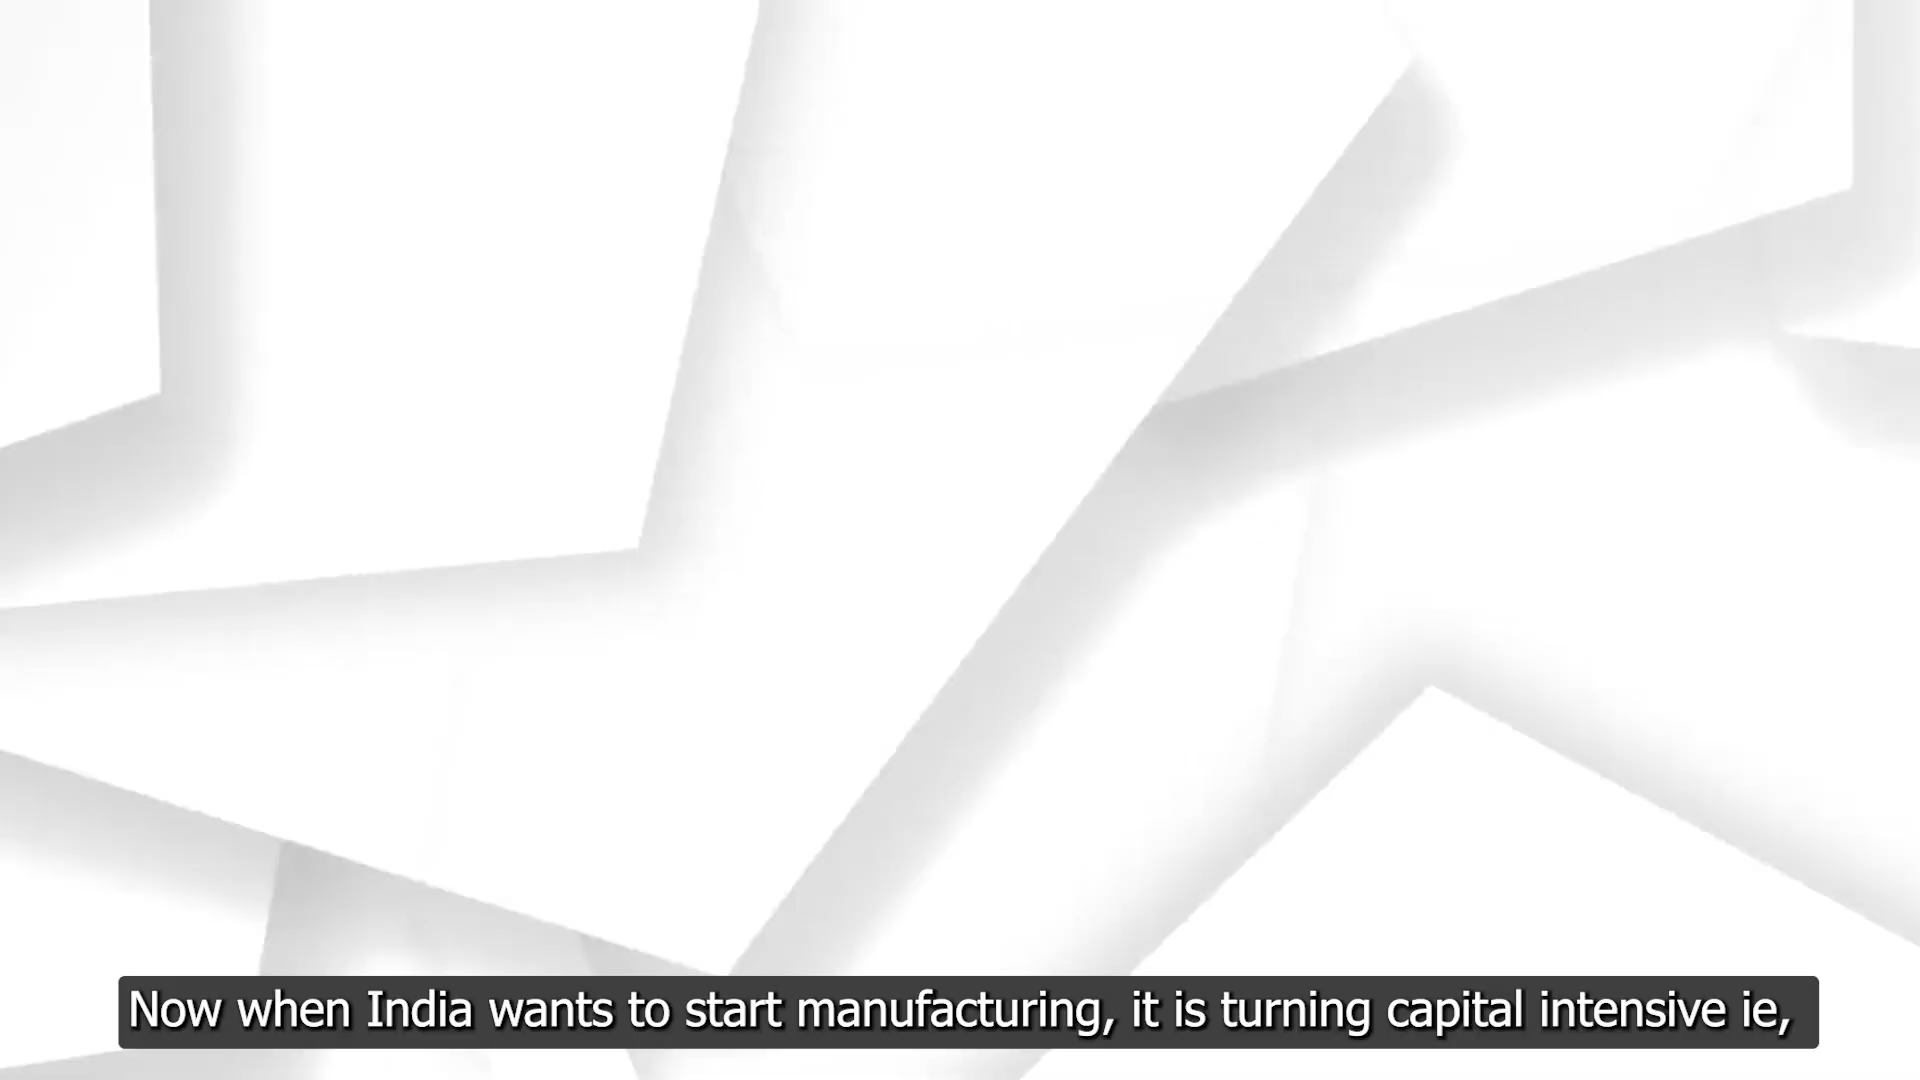 Now when India wants to start manufacturing, it is turning capital intensive ie,